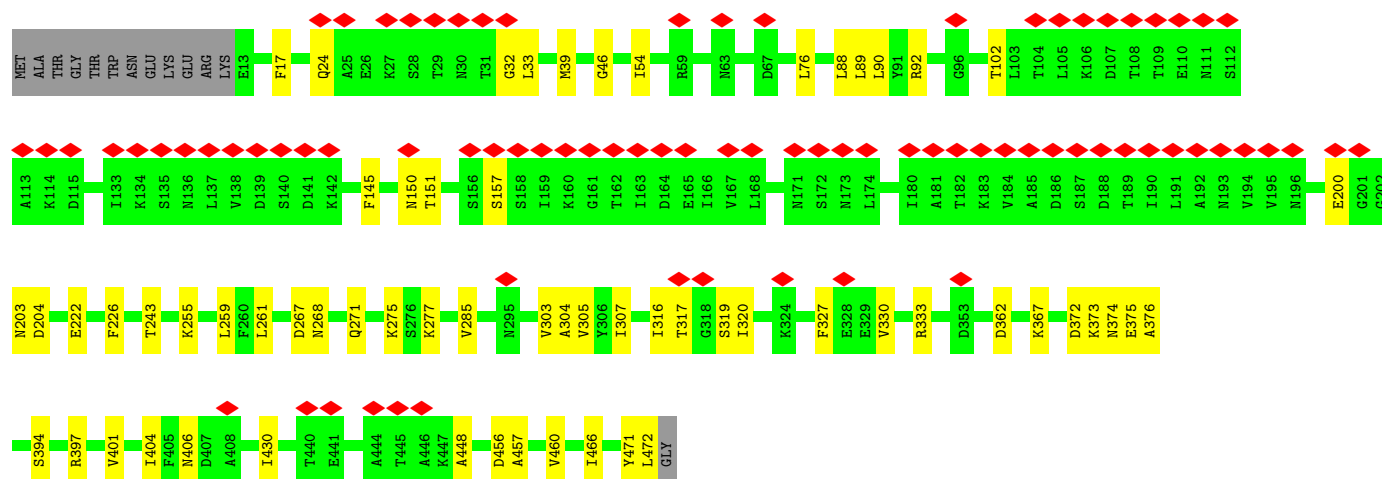 MET ALA THR GLY THR TRP ASN GLU LYS GLU ARG LYS E13 F17 Q24 A25 E26 K27 S28 T29 N30 T31 G32 L33 M39 G46 I54 R59 N63 D67 L76 L88 L89 L90 Y91 R92 G96 T102 L103 T104 L105 K106 D107 T108 T109 E110 N111 S112
A113 K114 D115 I133 K134 S135 N136 L137 V138 D139 S140 D141 K142 F145 N150 T151 S156 S157 S158 I159 K160 G161 T162 I163 D164 E165 I166 V167 L168 N171 S172 N173 L174 I180 A181 T182 K183 V184 A185 D186 S187 D188 T189 I190 L191 A192 N193 V194 V195 N196 E200 G201 G202
N203 D204 E222 F226 T243 K255 L259 F260 L261 D267 N268 Q271 K275 S276 K277 V285 N295 V303 A304 V305 Y306 I307 I316 T317 G318 S319 I320 K324 F327 E328 E329 V330 R333 D353 D362 K367 D372 K373 N374 E375 A376
S394 R397 V401 I404 F405 N406 D407 A408 I430 T440 E441 A444 T445 A446 K447 A448 D456 A457 V460 I466 Y471 L472 GLY